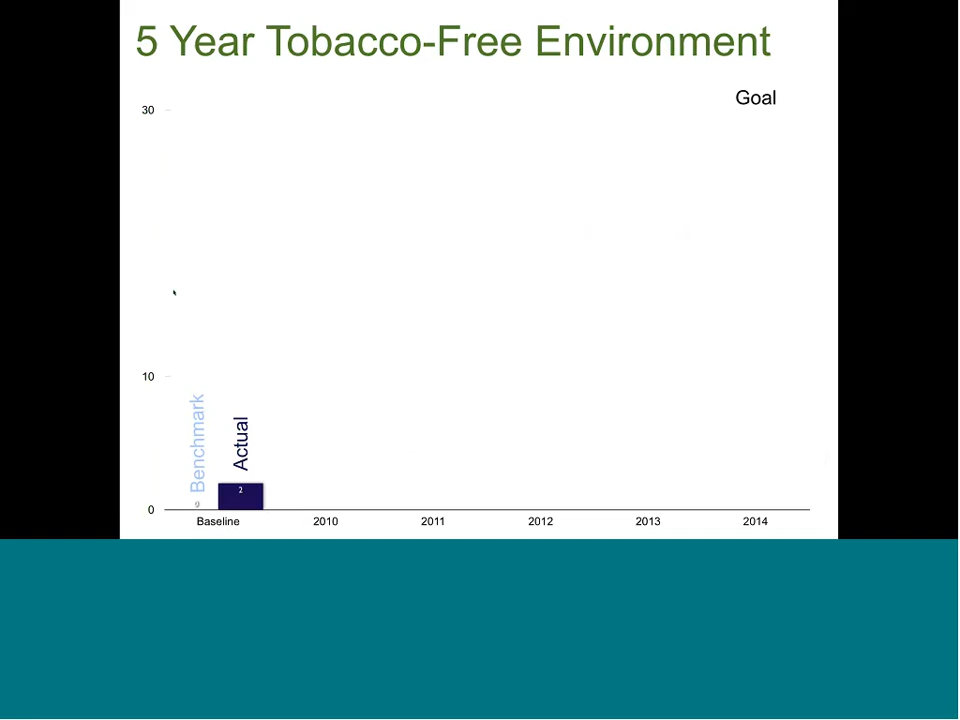 5 Year Tobacco-Free Environment
Goal
30
10
Benchmark
Actual
2
0
0
Baseline
2010
2011
2012
2013
2014